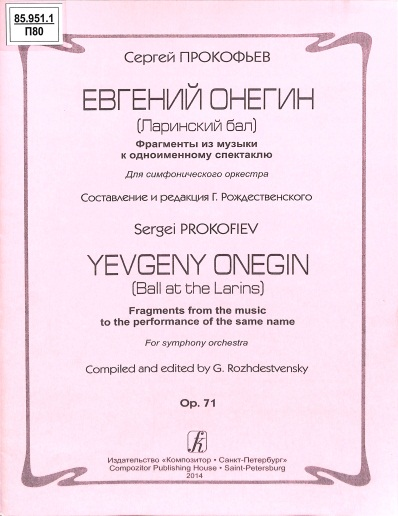 85.951.1
П80
Сергей ПРОКОФЬЕВ
ЕВГЕНИЙ ОНЕГИН
(Ларинский бал)
Фрагменты из музыки
к одноименному спектаклю
Для симфонического оркестра
Составление и редакция Г. Рождественского
Sergei PROKOFIEV
YEVGENY ONEGIN
(Ball at the Larins)
Fragments from the music
to the performance of the same name
For symphony orchestra
Compiled and edited by G. Rozhdestvensky
Op. 71
Издательство «Композитор • Санкт-Петербург»
Compozitor Publishing House • Saint-Petersburg
2014